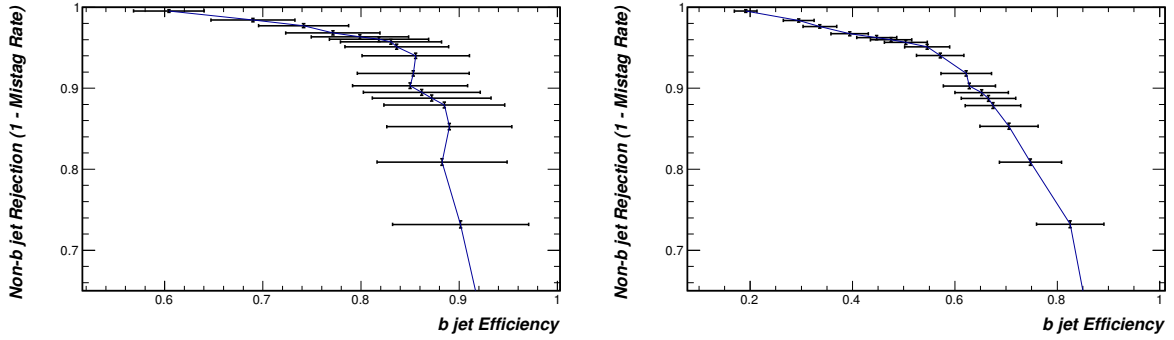 Non-b jet Rejection (1 - Mistag Rate)
1
0.9
0.8
0.7
0.6 0.7 0.8 0.9 1
b jet Efficiency
Non-b jet Rejection (1 - Mistag Rate)
1
0.9
0.8
0.7
0.2 0.4 0.6 0.8 1
b jet Efficiency